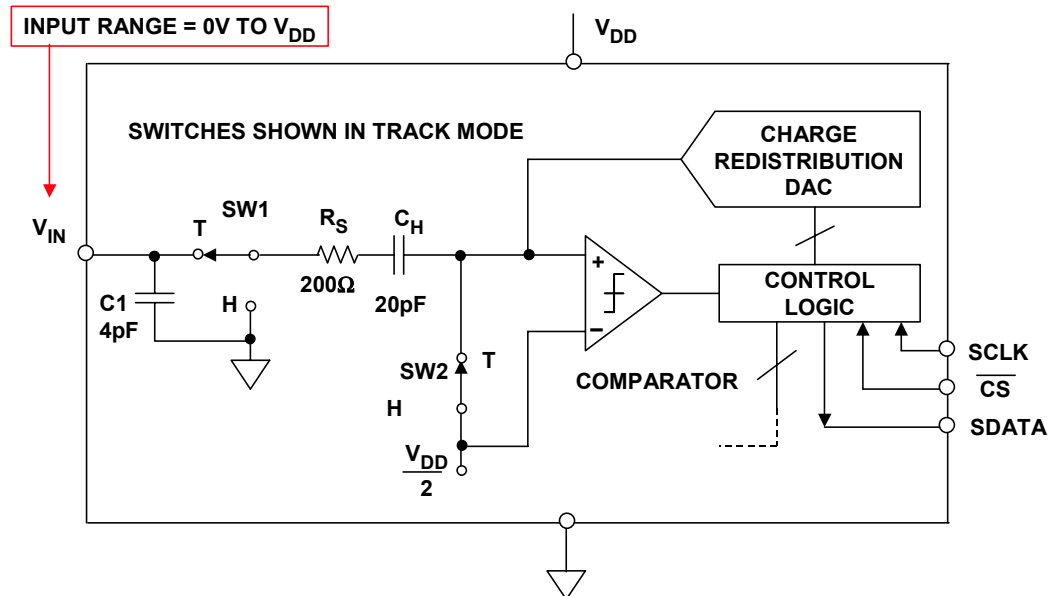 INPUT RANGE = 0V TO VDD
VDD
SWITCHES SHOWN IN TRACK MODE
CHARGE
REDISTRIBUTION
DAC
VIN
T
SW1
RS
CH
+
200Ω
20pF
C1
4pF
H
CONTROL
LOGIC
–
SW2
T
COMPARATOR
H
SCLK
CS
SDATA
VDD
2